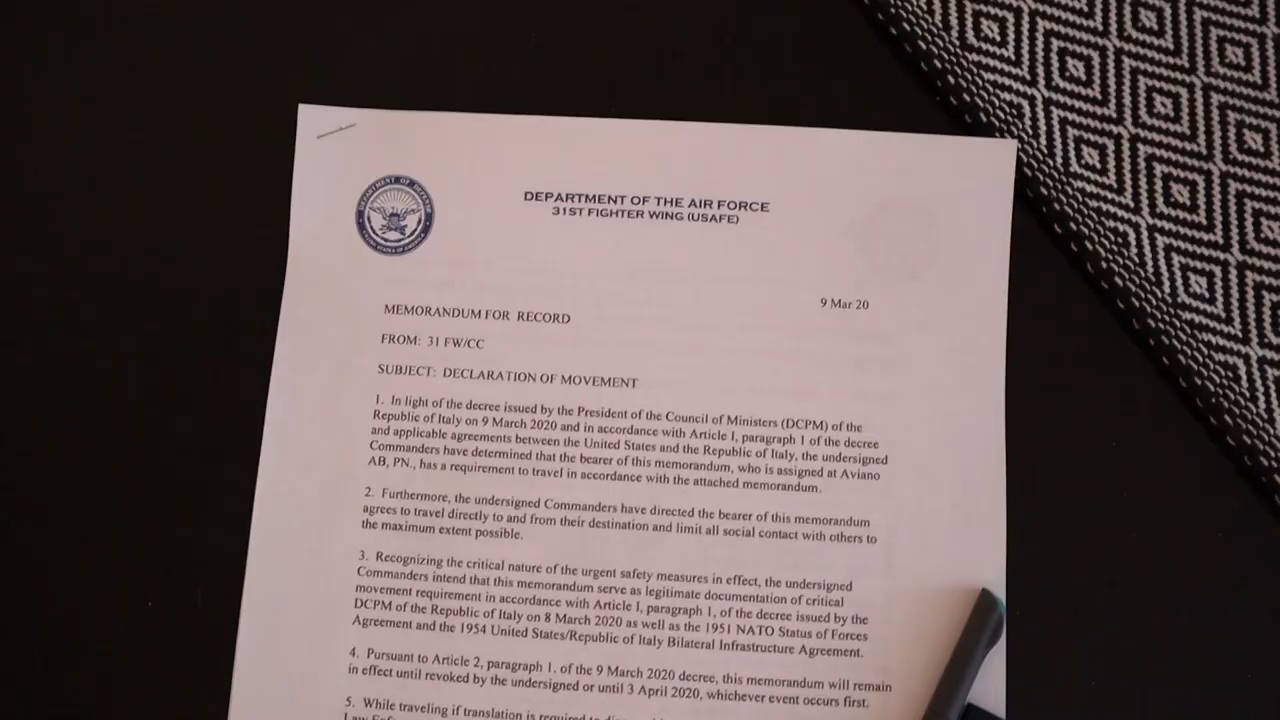 DEPARTMENT OF DEFENSE
UNITED STATES OF AMERICA
DEPARTMENT OF THE AIR FORCE
31ST FIGHTER WING (USAFE)
9 Mar 20
MEMORANDUM FOR RECORD
FROM: 31 FW/CC
SUBJECT: DECLARATION OF MOVEMENT
1. In light of the decree issued by the President of the Council of Ministers (DCPM) of the
Republic of Italy on 9 March 2020 and in accordance with Article I, paragraph 1 of the decree
and applicable agreements between the United States and the Republic of Italy, the undersigned
Commanders have determined that the bearer of this memorandum, who is assigned at Aviano
AB, PN., has a requirement to travel in accordance with the attached memorandum.
2. Furthermore, the undersigned Commanders have directed the bearer of this memorandum
agrees to travel directly to and from their destination and limit all social contact with others to
the maximum extent possible.
3. Recognizing the critical nature of the urgent safety measures in effect, the undersigned
Commanders intend that this memorandum serve as legitimate documentation of critical
movement requirement in accordance with Article I, paragraph 1, of the decree issued by the
DCPM of the Republic of Italy on 8 March 2020 as well as the 1951 NATO Status of Forces
Agreement and the 1954 United States/Republic of Italy Bilateral Infrastructure Agreement.
4. Pursuant to Article 2, paragraph 1. of the 9 March 2020 decree, this memorandum will remain
in effect until revoked by the undersigned or until 3 April 2020, whichever event occurs first.
5. While traveling if translation is required to